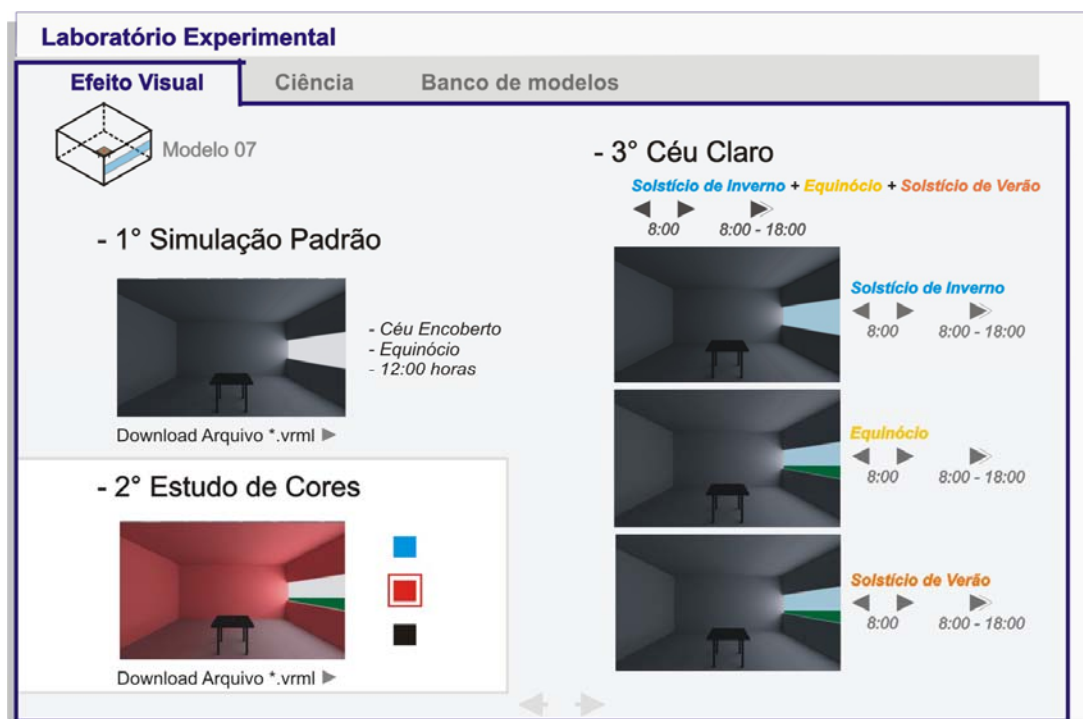 Laboratório Experimental
Efeito Visual
Ciência
Banco de modelos
Modelo 07
- 1° Simulação Padrão
- Céu Encoberto
- Equinócio
- 12:00 horas
Download Arquivo *.vrml
- 2° Estudo de Cores
Download Arquivo *.vrml
- 3° Céu Claro
Solstício de Inverno + Equinócio + Solstício de Verão
8:00 8:00 - 18:00
Solstício de Inverno
8:00 8:00 - 18:00
Equinócio
8:00 8:00 - 18:00
Solstício de Verão
8:00 8:00 - 18:00